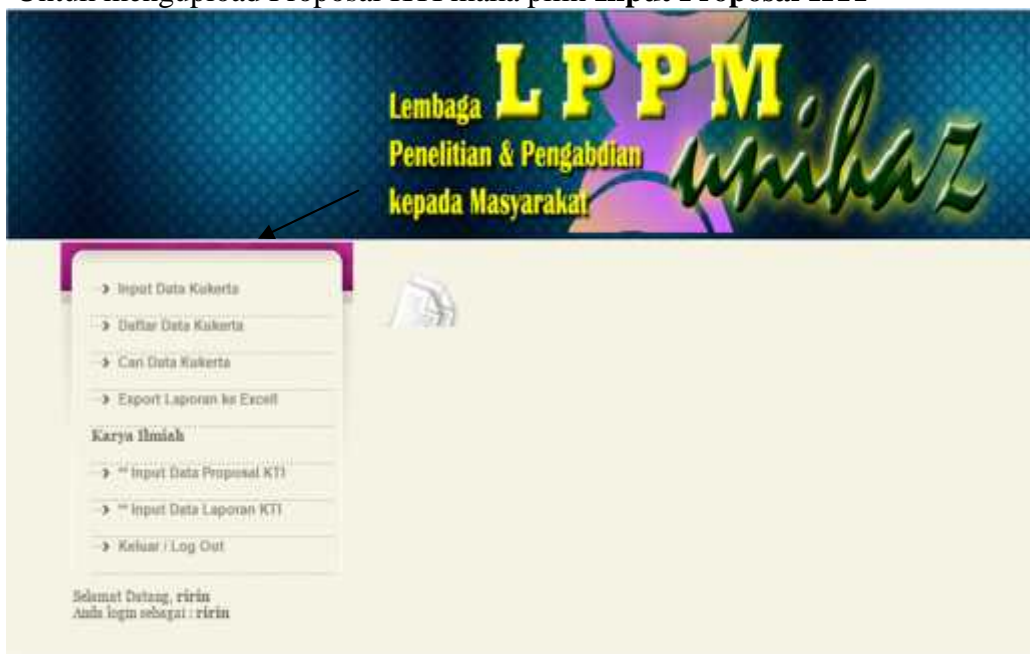 Untuk mengupload Proposal KTI maka pilih Input Proposal KTI
Lembaga LPPM
Penelitian & Pengabdian
kepada Masyarakat
unihaz
Input Data Kukerta
Daftar Data Kukerta
Cari Data Kukerta
Export Laporan ke Excell
Karya Ilmiah
** Input Data Proposal KTI
** Input Data Laporan KTI
Keluar / Log Out
Selamat Datang, ririn
Anda login sebagai : ririn